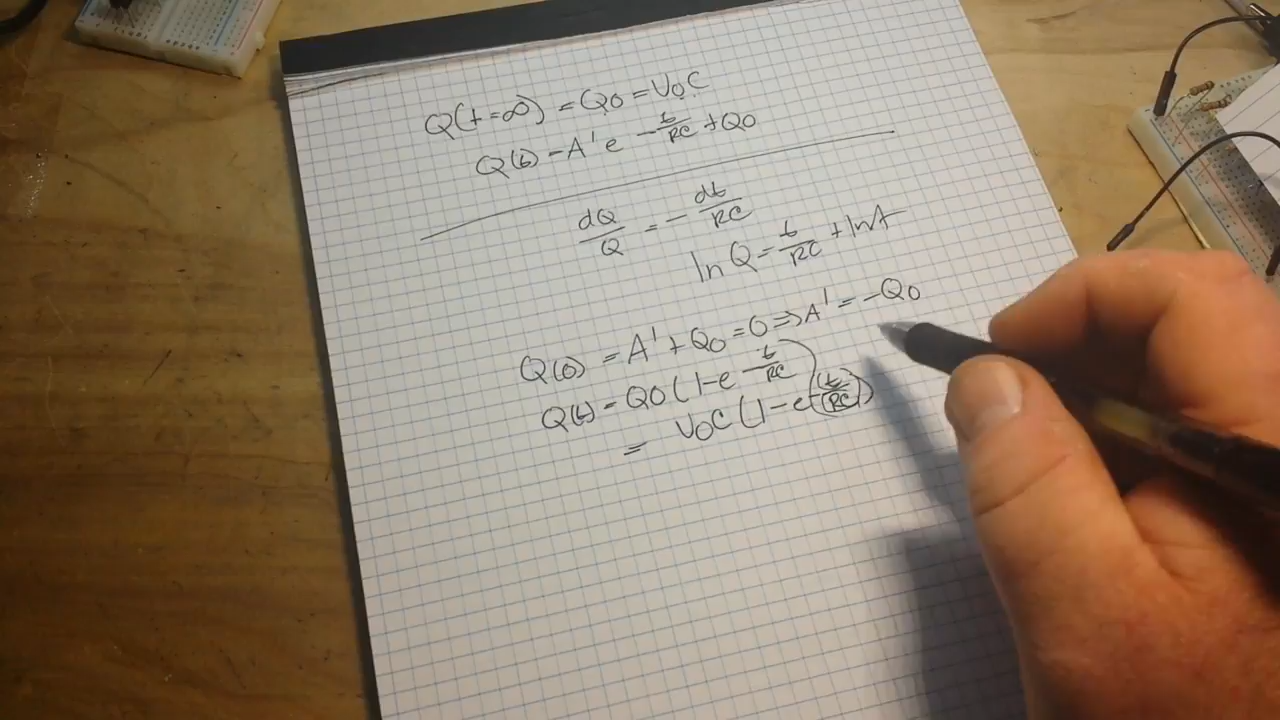 Q(t=∞) = Q0 = V0C
Q(t) - A' e -t/RC + Q0
dQ/Q = - dt/RC
ln Q = t/RC + ln A
Q(0) = A' + Q0 = 0 => A' = -Q0
Q(t) = Q0 (1-e -t/RC )
= V0C (1-e -(t/RC))